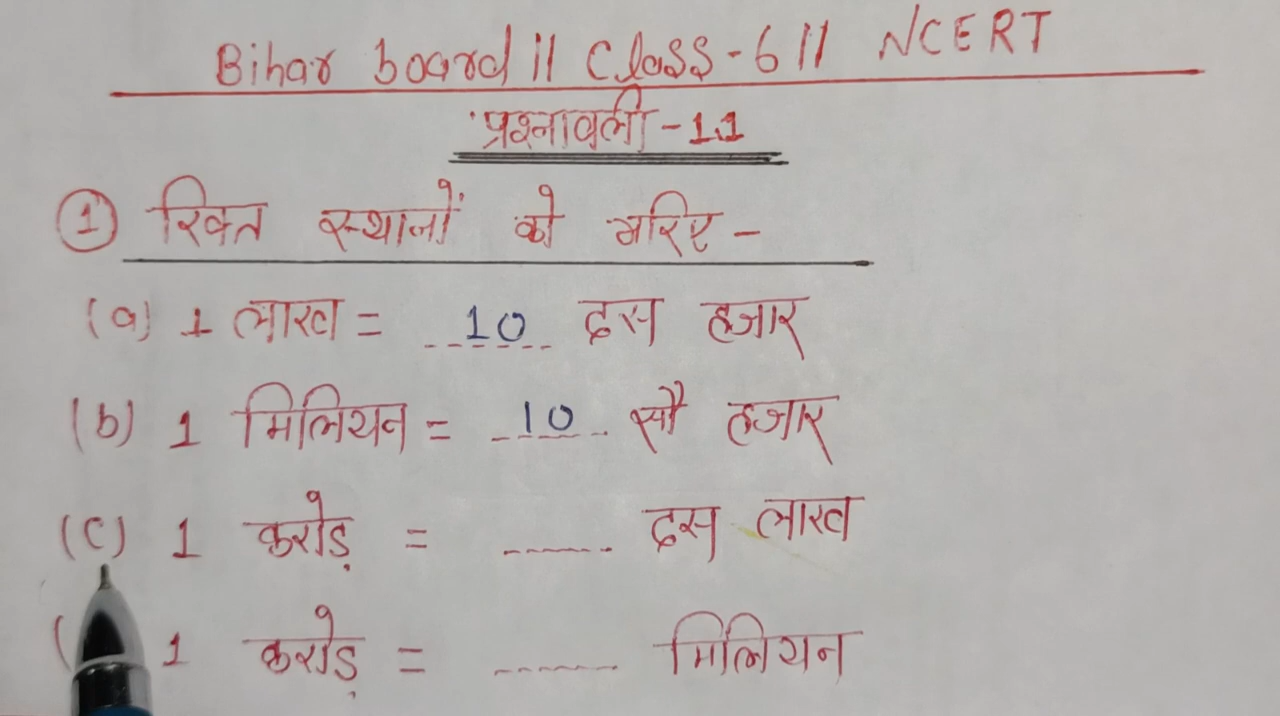 Bihar board || Class-6 || NCERT
प्रश्नावली-1.1
① रिक्त स्थानों को भरिए-
(a) 1 लाख = 10 दस हजार
(b) 1 मिलियन = 10 सौ हजार
(c) 1 करोड़ = ...... दस लाख
( 1 करोड़ = ...... मिलियन